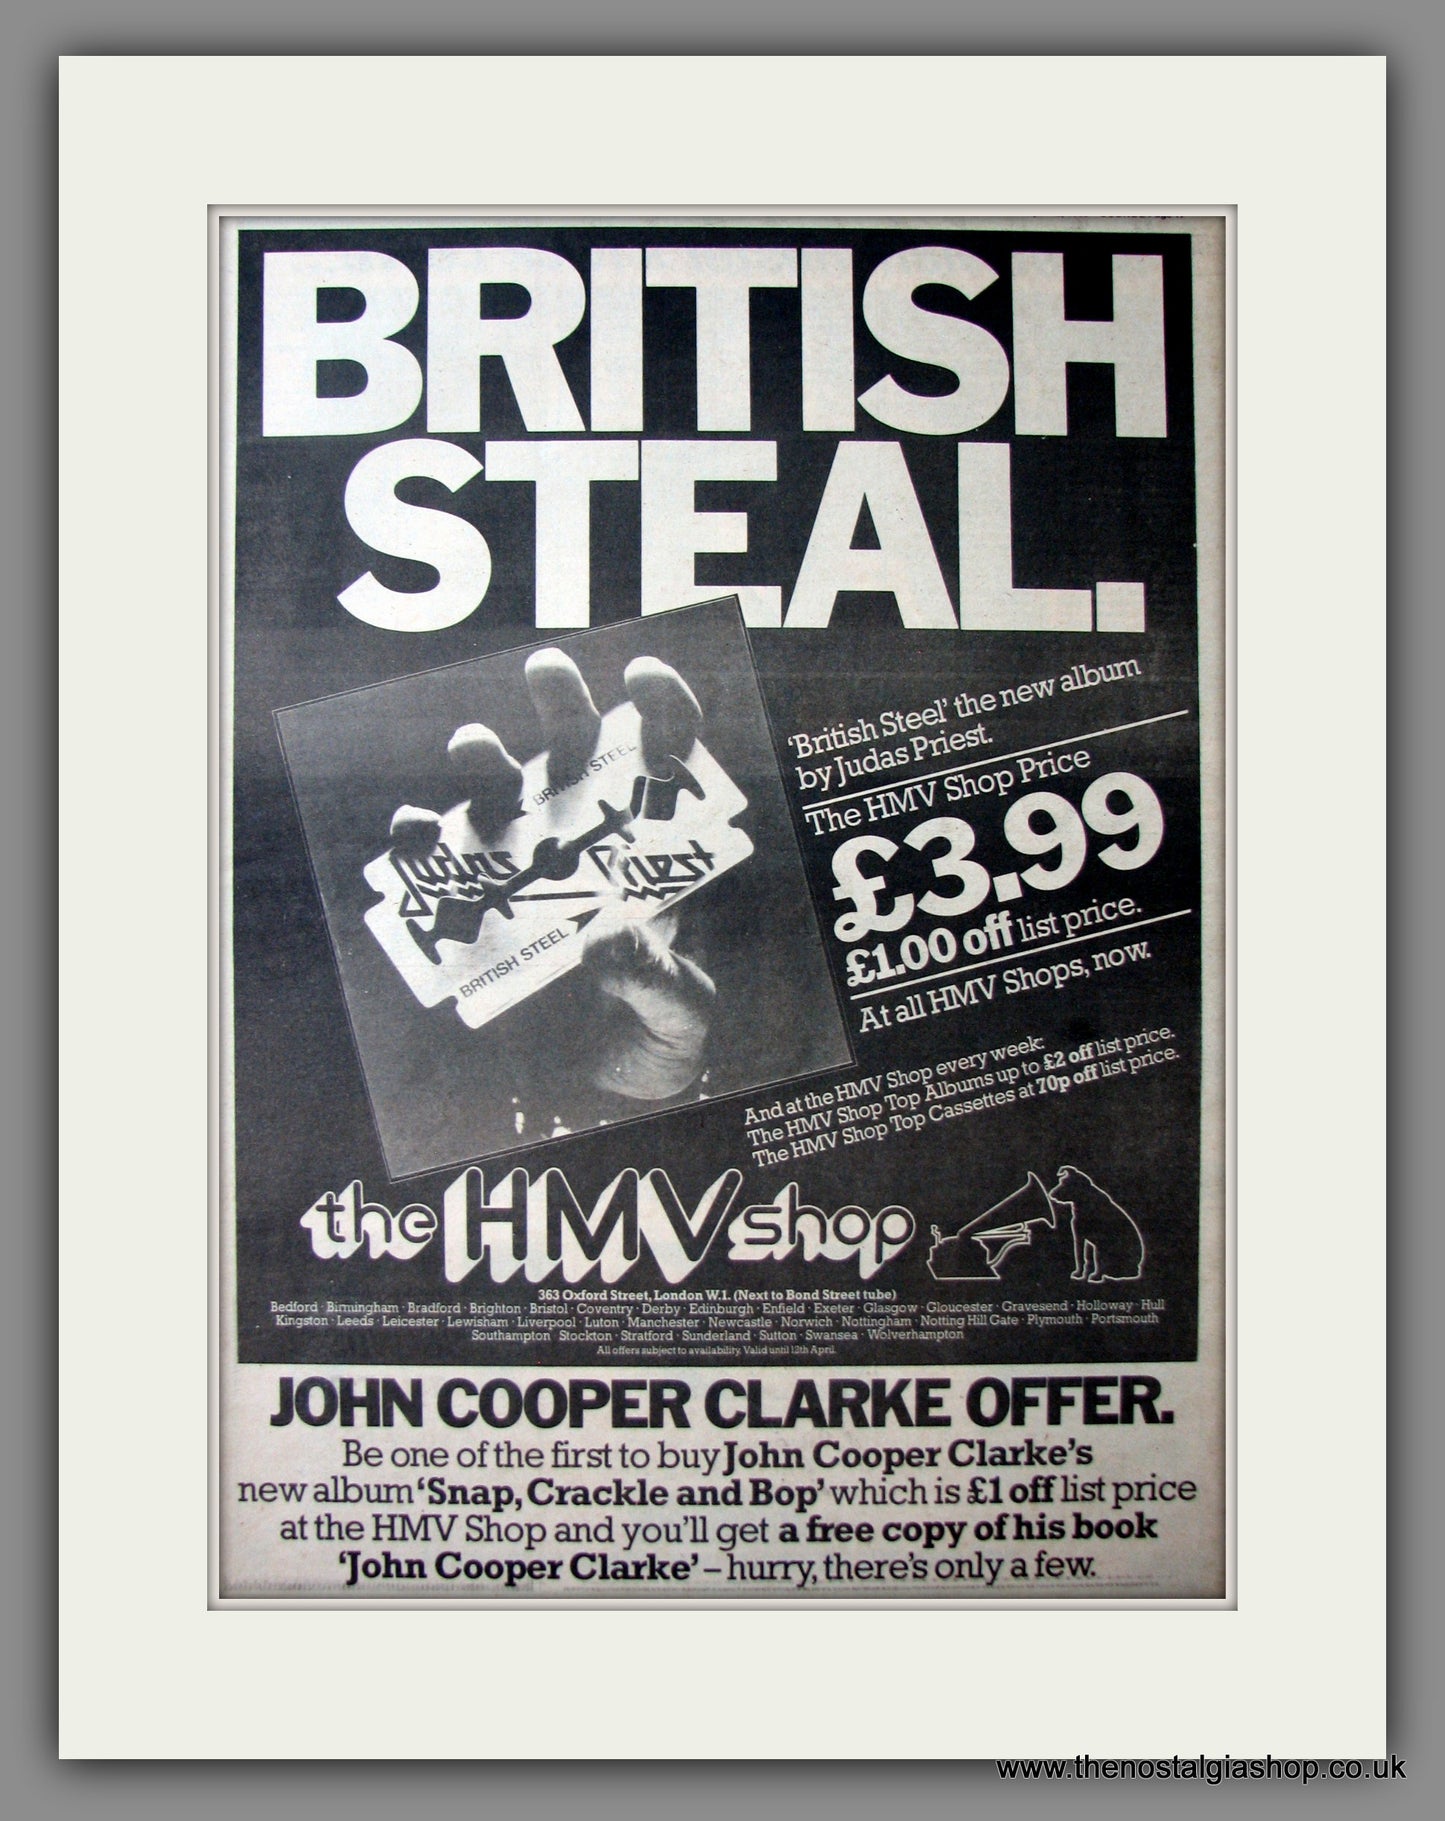 BRITISH
STEAL.
'British Steel' the new album
by Judas Priest.
The HMV Shop Price
£3.99
£1.00 off list price.
At all HMV Shops, now.
BRITISH STEEL
Judas Priest
BRITISH STEEL
And at the HMV Shop every week:
The HMV Shop Top Albums up to £2 off list price.
The HMV Shop Top Cassettes at 70p off list price.
the HMV shop
363 Oxford Street, London W.1. (Next to Bond Street tube)
Bedford · Birmingham · Bradford · Brighton · Bristol · Coventry · Derby · Edinburgh · Enfield · Exeter · Glasgow · Gloucester · Gravesend · Holloway · Hull
Kingston · Leeds · Leicester · Lewisham · Liverpool · Luton · Manchester · Newcastle · Norwich · Nottingham · Notting Hill Gate · Plymouth · Portsmouth
Southampton · Stockton · Stratford · Sunderland · Sutton · Swansea · Wolverhampton
All offers subject to availability. Valid until 12th April.
JOHN COOPER CLARKE OFFER.
Be one of the first to buy John Cooper Clarke's
new album 'Snap, Crackle and Bop' which is £1 off list price
at the HMV Shop and you'll get a free copy of his book
'John Cooper Clarke' – hurry, there's only a few.
www.thenostalgiashop.co.uk